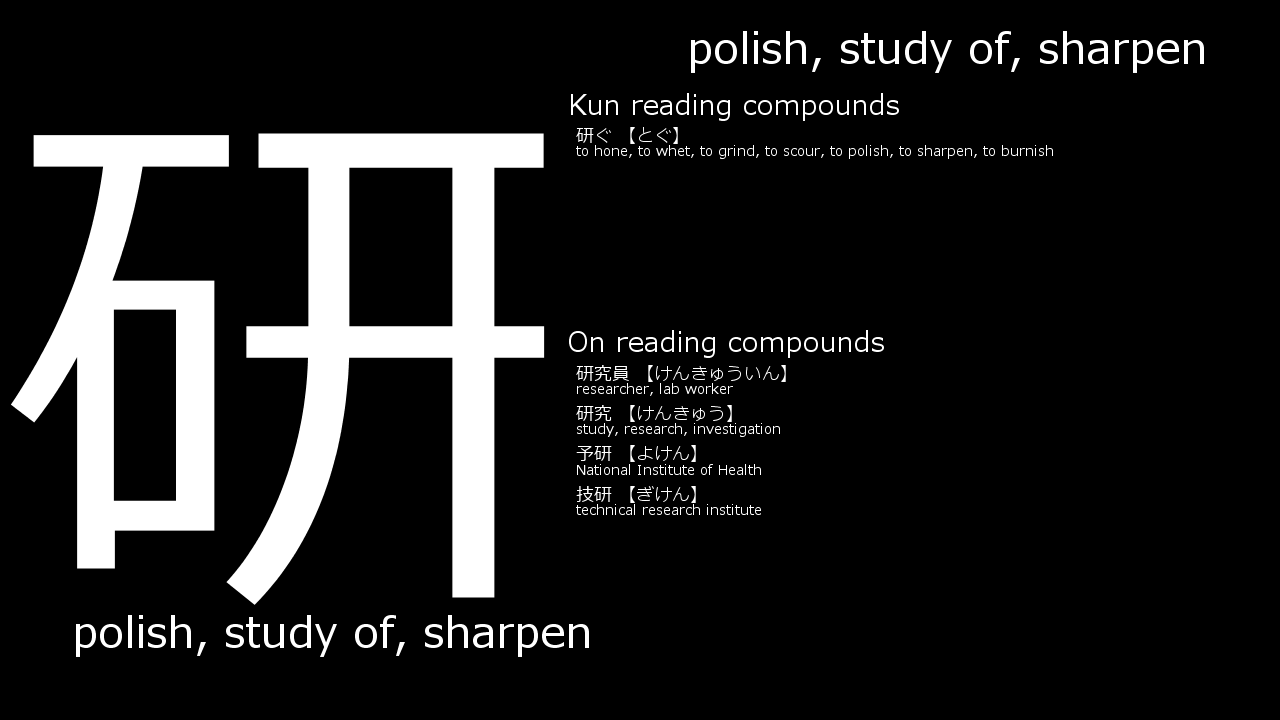 polish, study of, sharpen
研
polish, study of, sharpen
Kun reading compounds
研ぐ 【とぐ】
to hone, to whet, to grind, to scour, to polish, to sharpen, to burnish
On reading compounds
研究員 【けんきゅういん】
researcher, lab worker
研究 【けんきゅう】
study, research, investigation
予研 【よけん】
National Institute of Health
技研 【ぎけん】
technical research institute